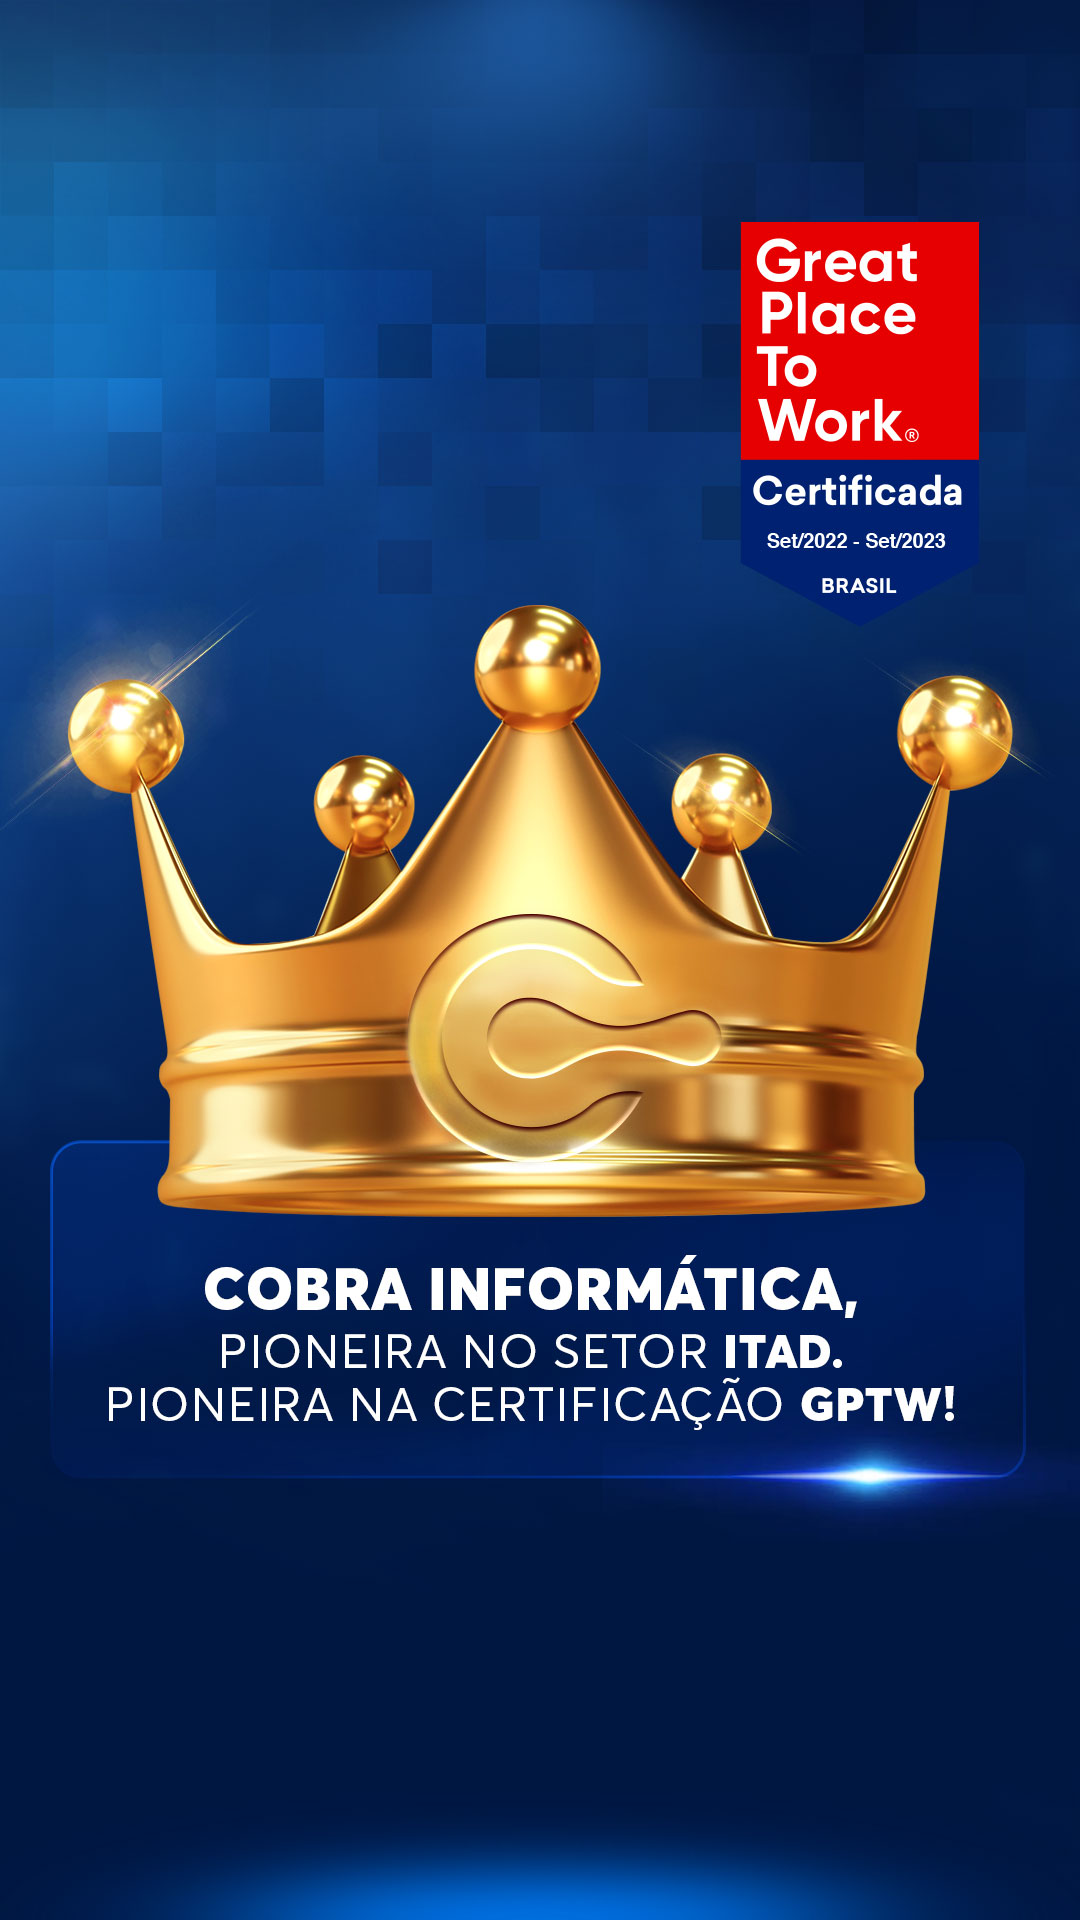 Great
Place
To
Work®
Certificada
Set/2022 - Set/2023
BRASIL
COBRA INFORMÁTICA,
PIONEIRA NO SETOR ITAD.
PIONEIRA NA CERTIFICAÇÃO GPTW!